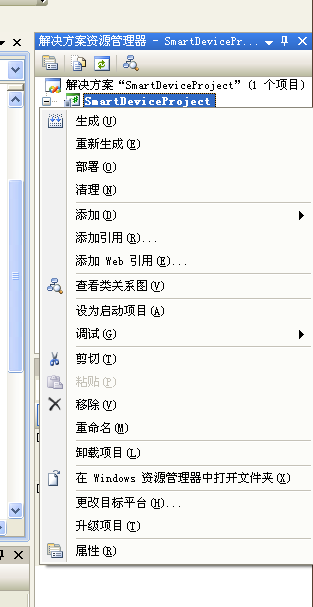 解决方案资源管理器 - SmartDevicePr...
解决方案“SmartDeviceProject”(1 个项目)
SmartDeviceProject
生成(U)
重新生成(E)
部署(O)
清理(N)
添加(D)
添加引用(R)...
添加 Web 引用(E)...
查看类关系图(V)
设为启动项目(A)
调试(G)
剪切(T)
粘贴(P)
移除(V)
重命名(M)
卸载项目(L)
在 Windows 资源管理器中打开文件夹(X)
更改目标平台(H)...
升级项目(T)
属性(R)